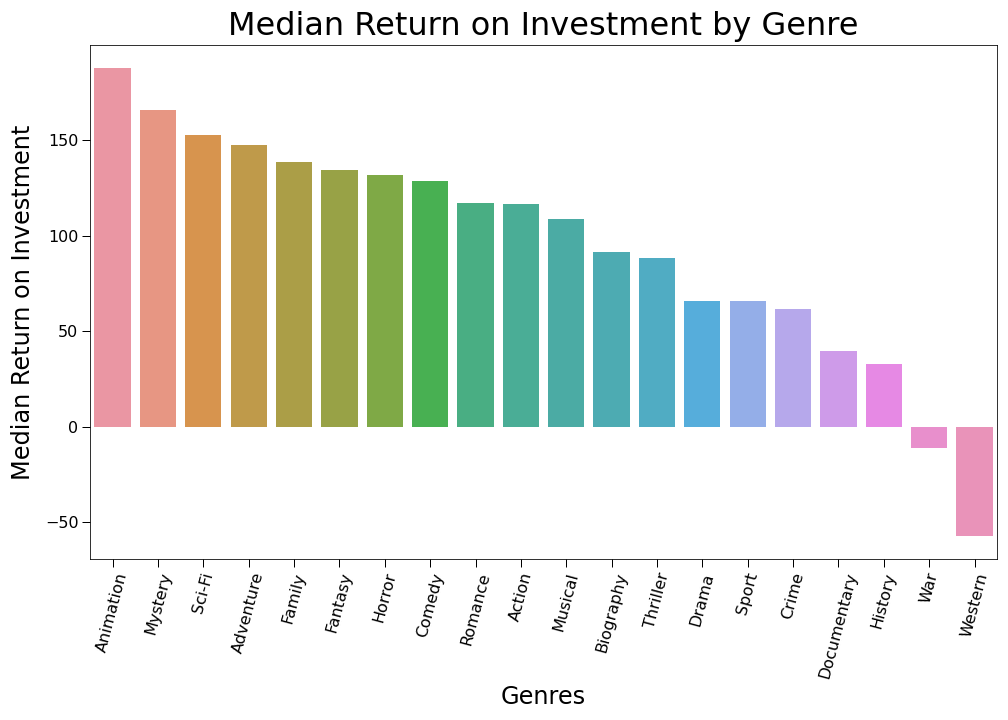 Median Return on Investment by Genre
Median Return on Investment
150
100
50
0
−50
Animation
Mystery
Sci-Fi
Adventure
Family
Fantasy
Horror
Comedy
Romance
Action
Musical
Biography
Thriller
Drama
Sport
Crime
Documentary
History
War
Western
Genres